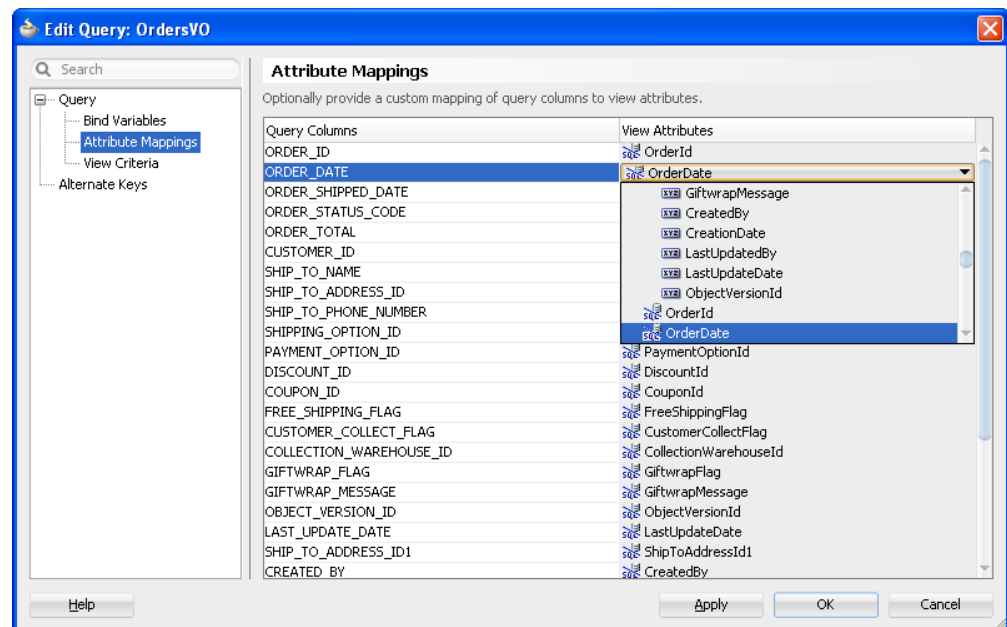 Edit Query: OrdersVO
Search
Query
Bind Variables
Attribute Mappings
View Criteria
Alternate Keys
Attribute Mappings
Optionally provide a custom mapping of query columns to view attributes.
Query Columns View Attributes
ORDER_ID OrderId
ORDER_DATE OrderDate
ORDER_SHIPPED_DATE GiftwrapMessage
ORDER_STATUS_CODE CreatedBy
ORDER_TOTAL CreationDate
CUSTOMER_ID LastUpdatedBy
SHIP_TO_NAME LastUpdateDate
SHIP_TO_ADDRESS_ID ObjectVersionId
SHIP_TO_PHONE_NUMBER OrderId
SHIPPING_OPTION_ID OrderDate
PAYMENT_OPTION_ID PaymentOptionId
DISCOUNT_ID DiscountId
COUPON_ID CouponId
FREE_SHIPPING_FLAG FreeShippingFlag
CUSTOMER_COLLECT_FLAG CustomerCollectFlag
COLLECTION_WAREHOUSE_ID CollectionWarehouseId
GIFTWRAP_FLAG GiftwrapFlag
GIFTWRAP_MESSAGE GiftwrapMessage
OBJECT_VERSION_ID ObjectVersionId
LAST_UPDATE_DATE LastUpdateDate
SHIP_TO_ADDRESS_ID1 ShipToAddressId1
CREATED_BY CreatedBy
Help Apply OK Cancel